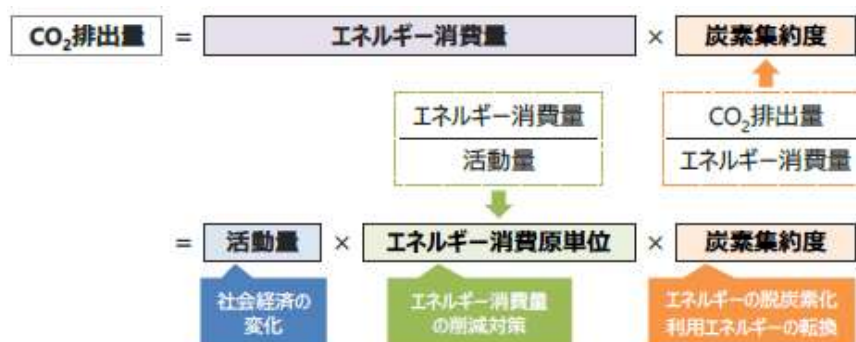 CO₂排出量 = エネルギー消費量 × 炭素集約度
エネルギー消費量
活動量
CO₂排出量
エネルギー消費量
= 活動量 × エネルギー消費原単位 × 炭素集約度
社会経済の
変化
エネルギー消費量
の削減対策
エネルギーの脱炭素化
利用エネルギーの転換